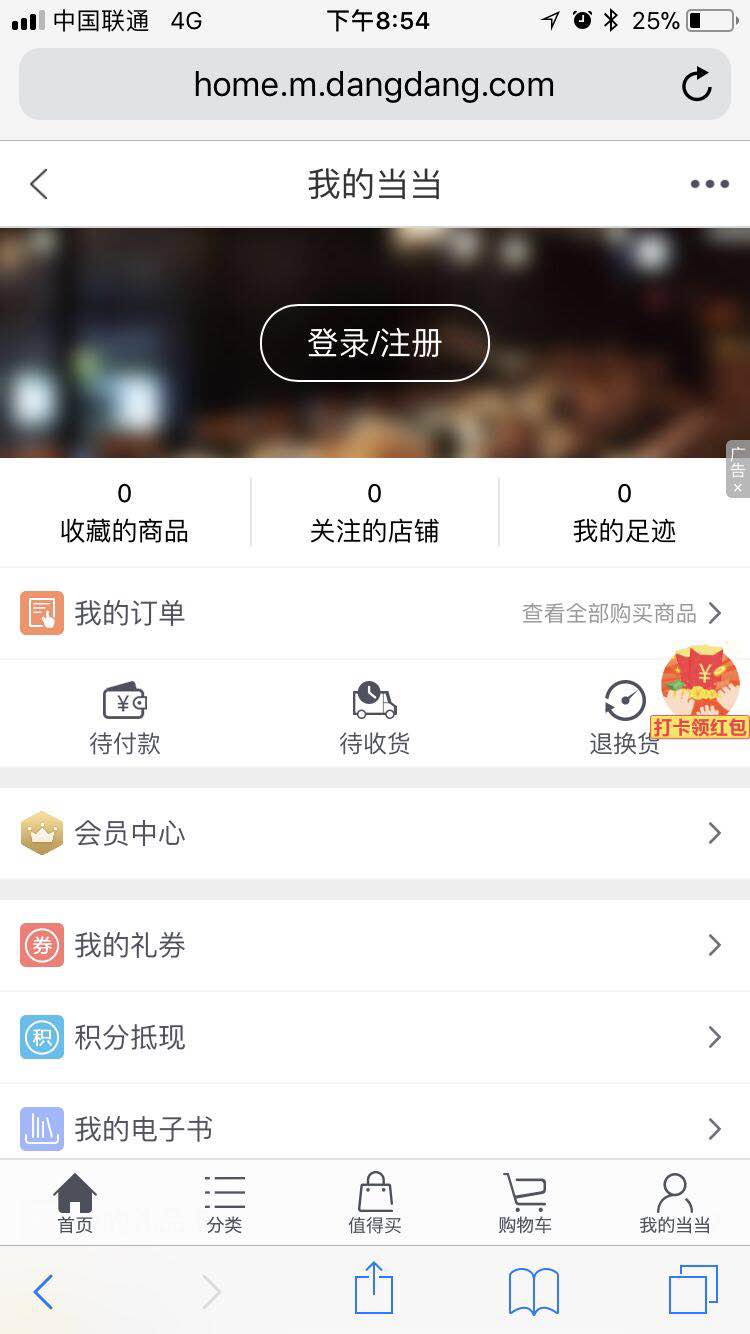 中国联通 4G 下午8:54 25%
home.m.dangdang.com
我的当当
登录/注册
广告×
0 0 0
收藏的商品 关注的店铺 我的足迹
我的订单 查看全部购买商品
¥
¥
待付款 待收货 退换货
打卡领红包
会员中心
券 我的礼券
积 积分抵现
我的电子书
首页 分类 值得买 购物车 我的当当